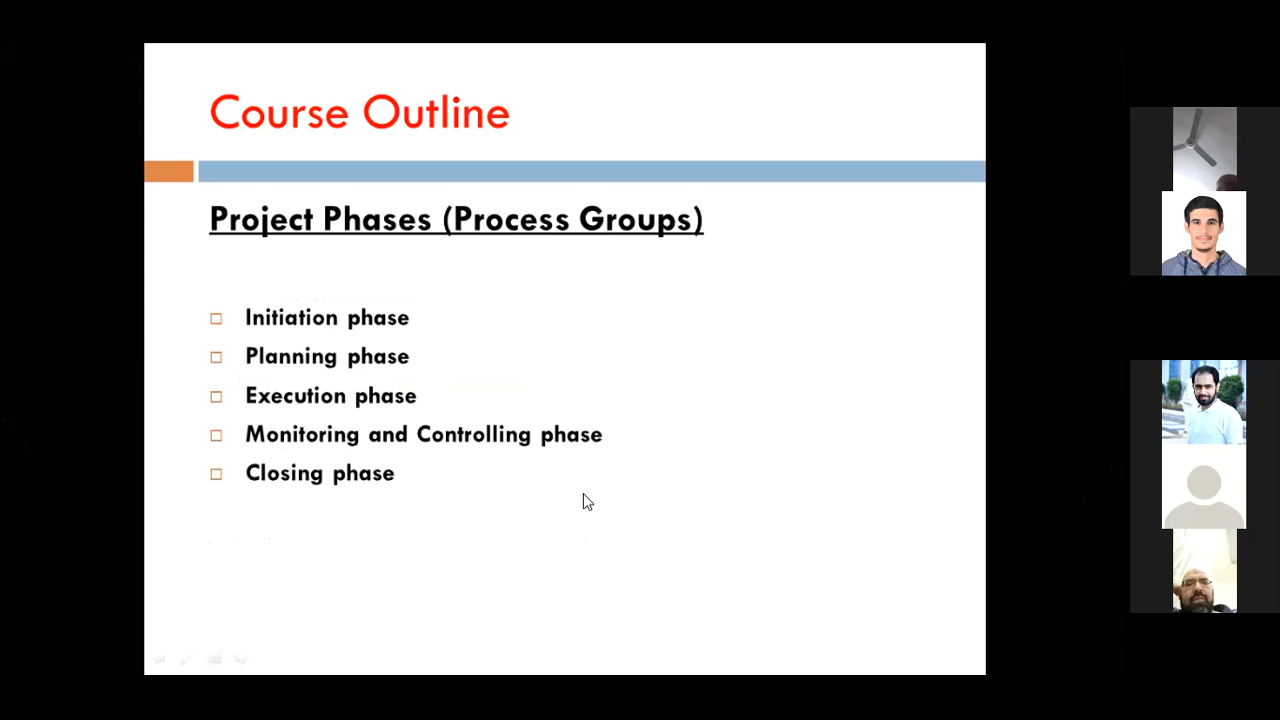 Course Outline
Project Phases (Process Groups)
Initiation phase
Planning phase
Execution phase
Monitoring and Controlling phase
Closing phase